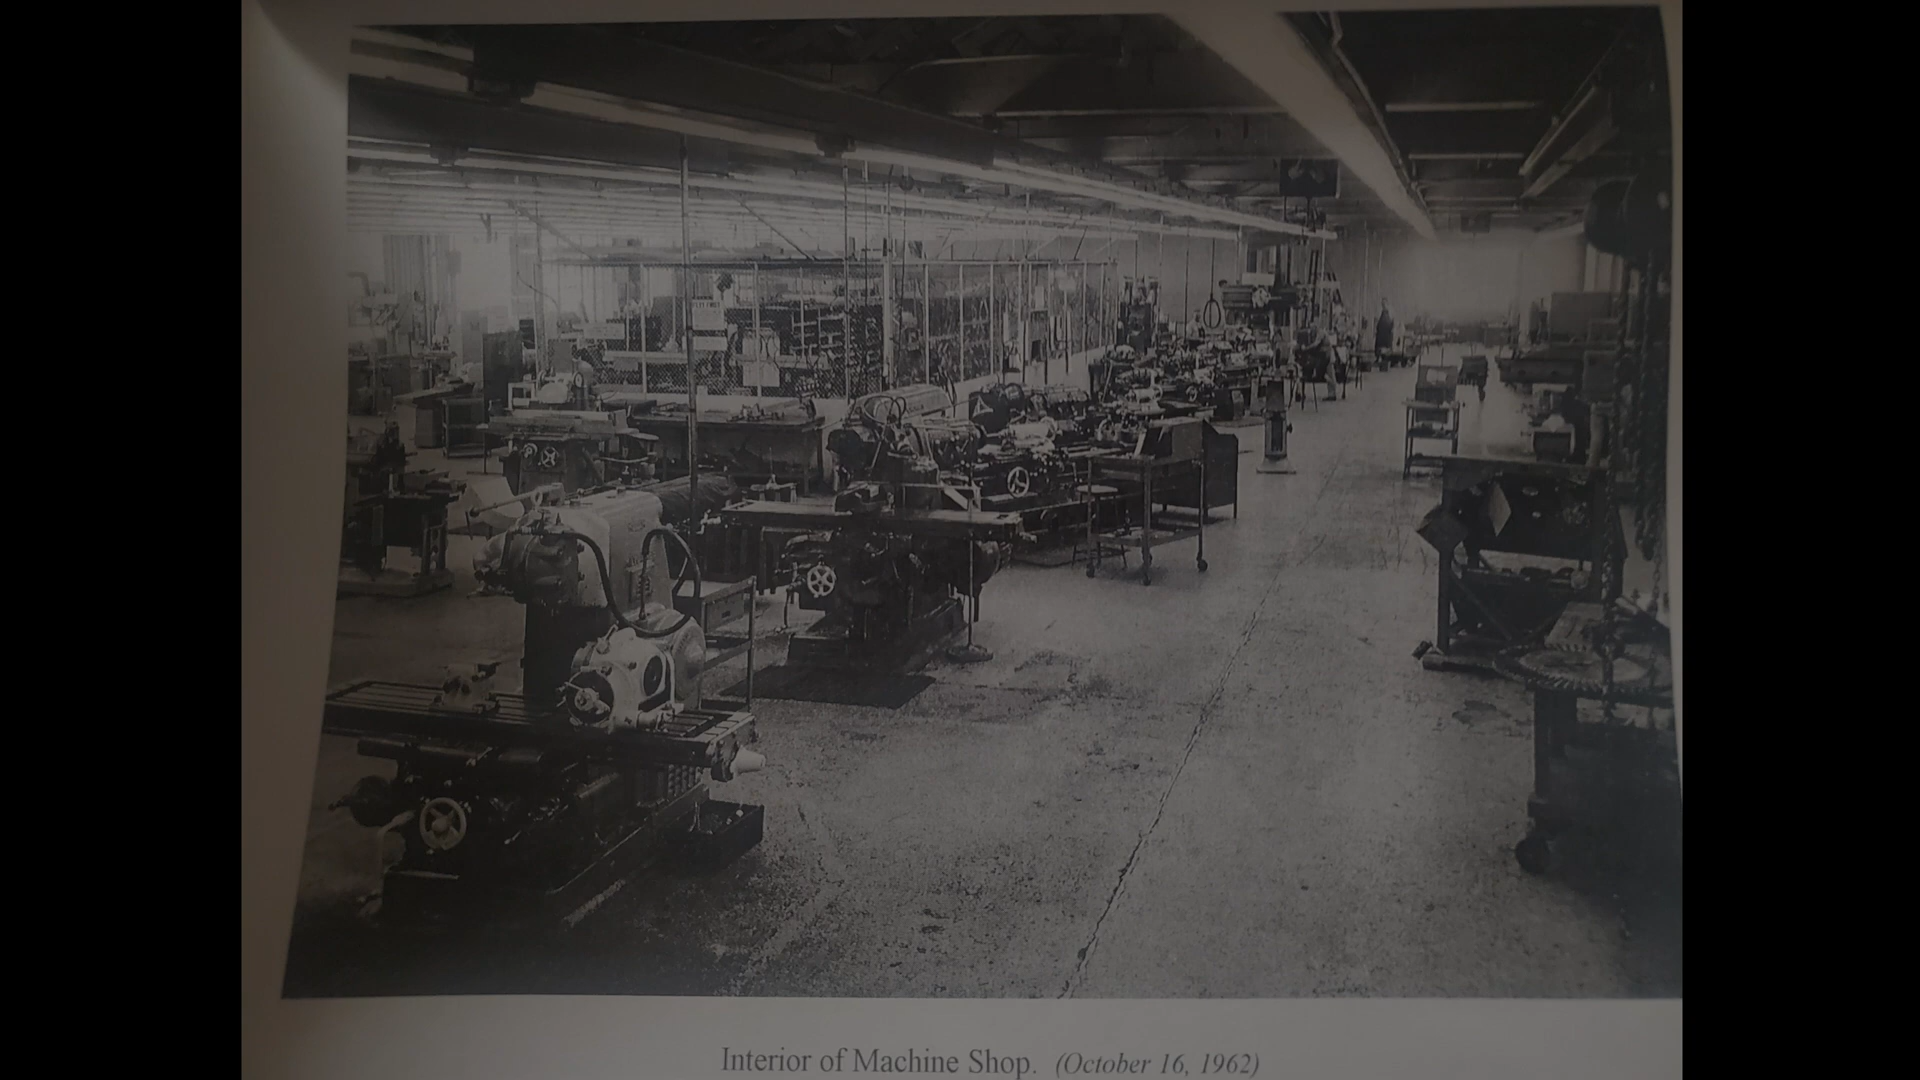 Interior of Machine Shop. (October 16, 1962)